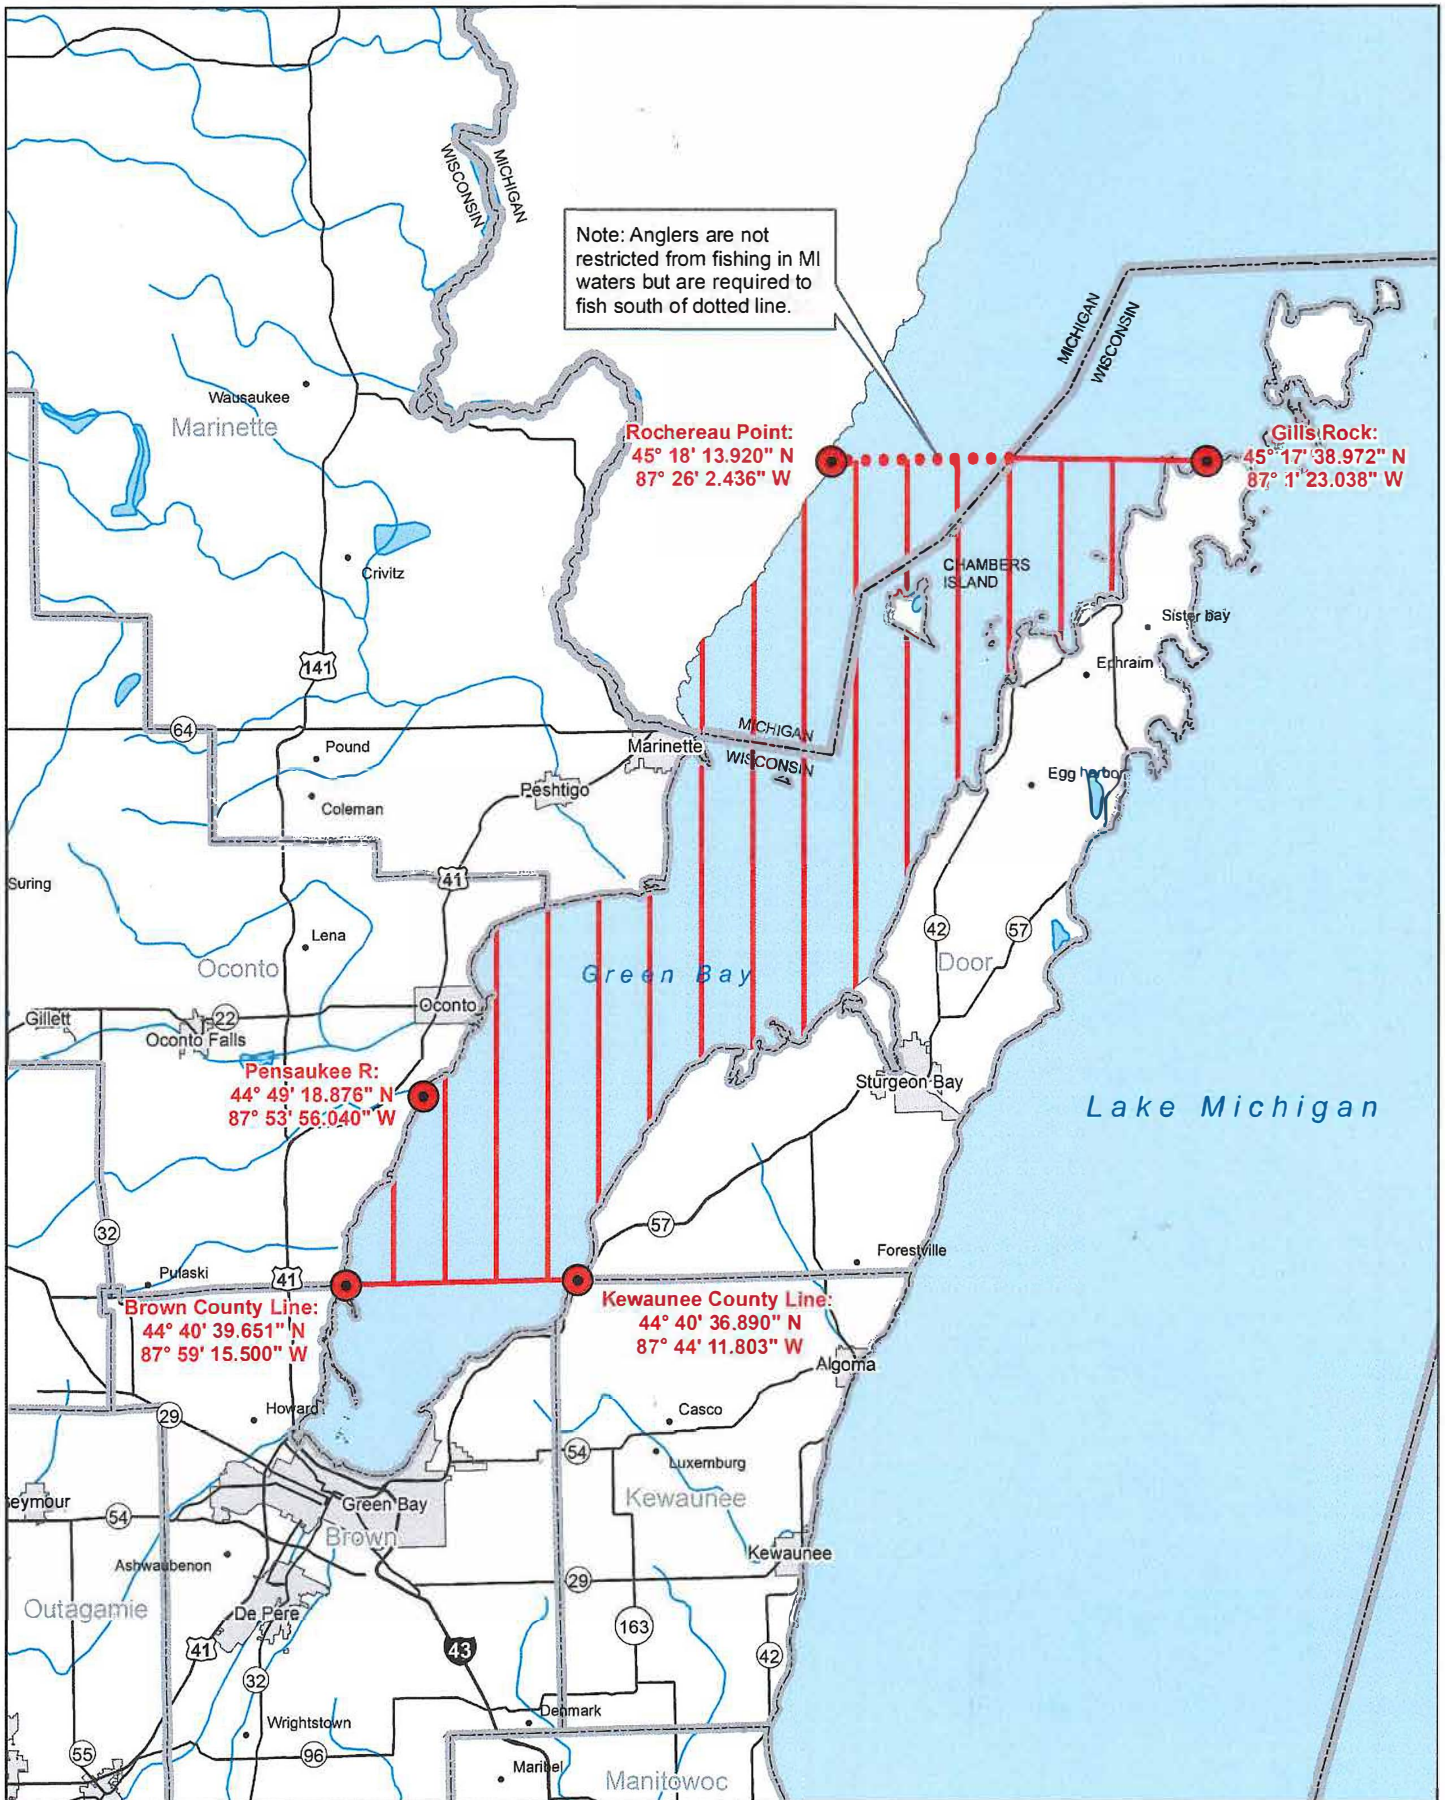 WISCONSIN
MICHIGAN
Note: Anglers are not
restricted from fishing in MI
waters but are required to
fish south of dotted line.
MICHIGAN
WISCONSIN
Wausaukee
Marinette
Rochereau Point:
45° 18' 13.920" N
87° 26' 2.436" W
Gills Rock:
45° 17' 38.972" N
87° 1' 23.038" W
Crivitz
CHAMBERS
ISLAND
Sister bay
141
Ephraim
64
MICHIGAN
WISCONSIN
Pound
Marinette
Egg harbor
Peshtigo
Coleman
Suring
41
Lena
42
57
Oconto
Green Bay
Door
Oconto
Gillett
22
Oconto Falls
Pensaukee R:
44° 49' 18.876" N
87° 53' 56.040" W
Sturgeon Bay
Lake Michigan
32
57
Forestville
Pulaski
41
Brown County Line:
44° 40' 39.651" N
87° 59' 15.500" W
Kewaunee County Line:
44° 40' 36.890" N
87° 44' 11.803" W
Algoma
Howard
29
Casco
54
Luxemburg
eymour
54
Green Bay
Kewaunee
Brown
Ashwaubenon
Kewaunee
29
Outagamie
De Pere
163
41
43
42
32
Denmark
Wrightstown
55
96
Maribel
Manitowoc